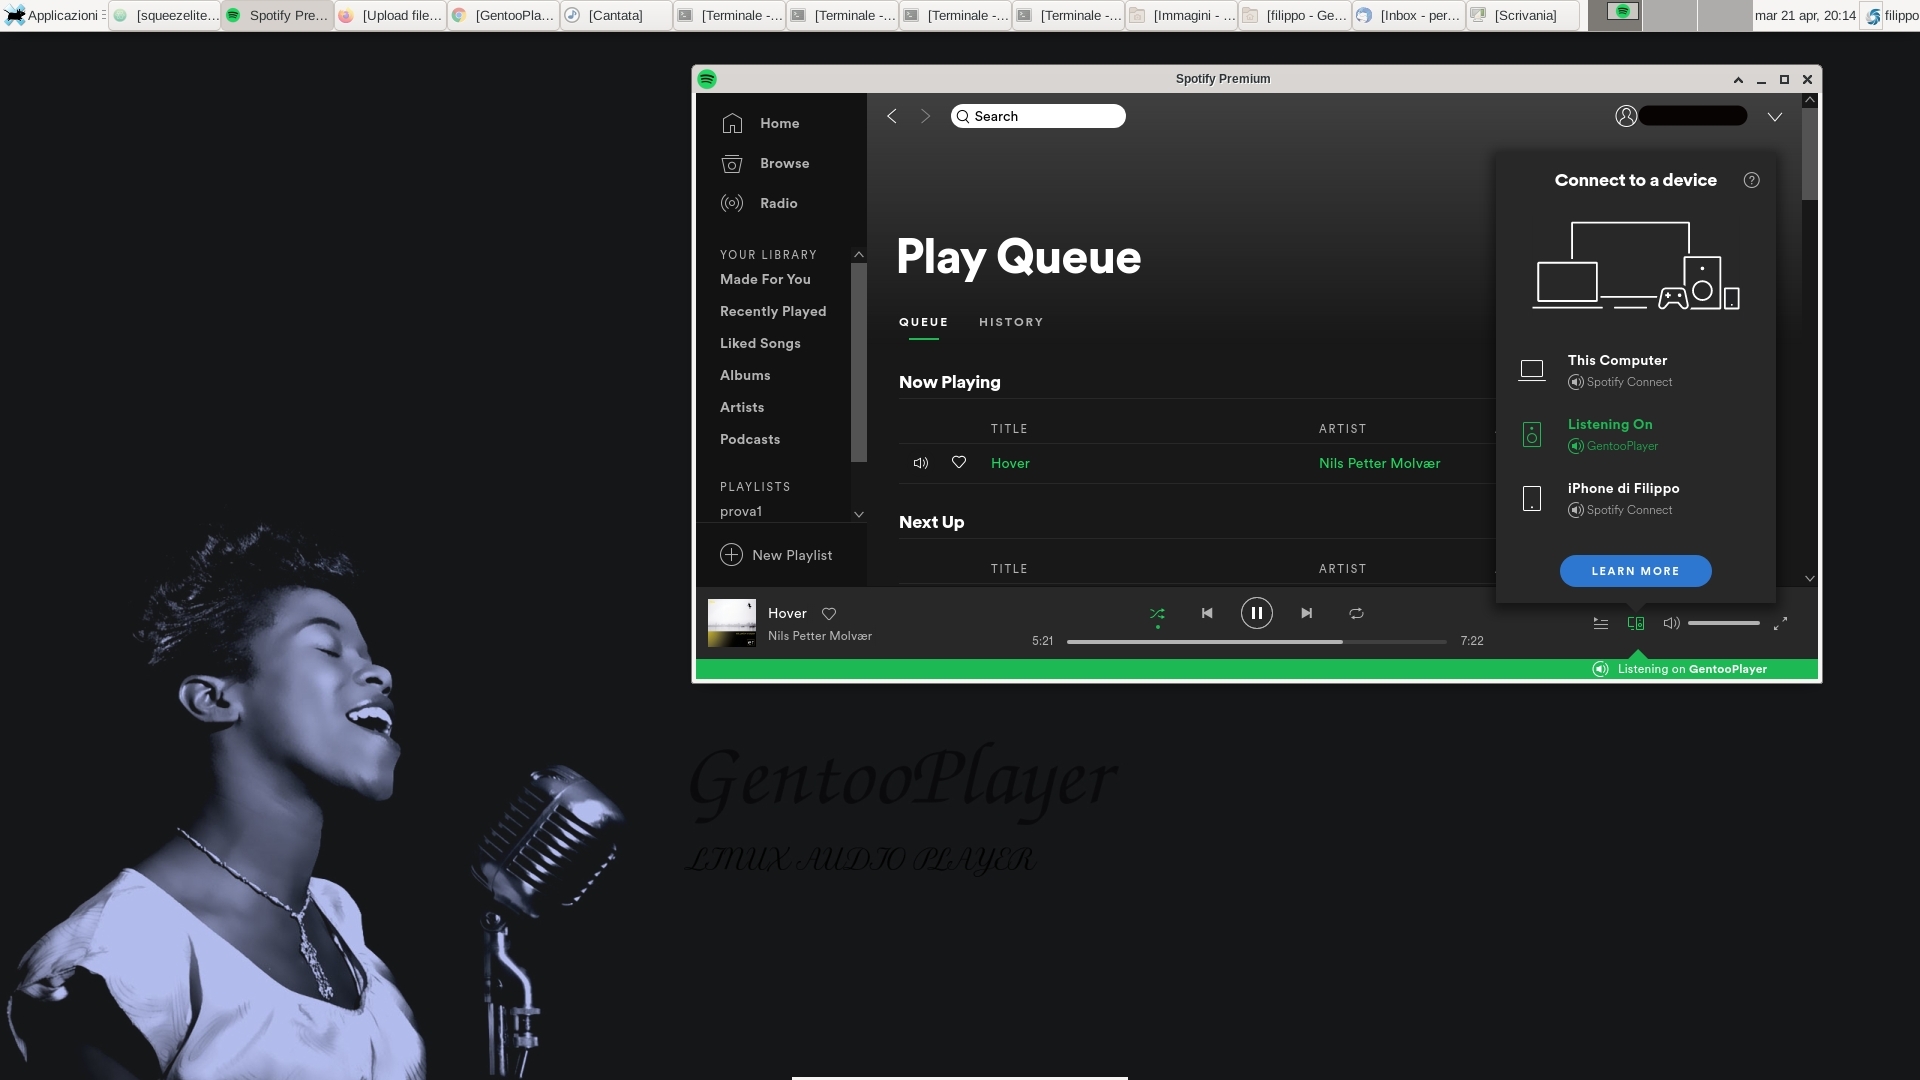 Applicazioni
[squeezelite...
Spotify Pre...
[Upload file...
[GentooPla...
[Cantata]
[Terminale -...
[Terminale -...
[Terminale -...
[Terminale -...
[Immagini - ...
[filippo - Ge...
[Inbox - per...
[Scrivania]
mar 21 apr, 20:14
filippo
Spotify Premium
Home
Browse
Radio
YOUR LIBRARY
Made For You
Recently Played
Liked Songs
Albums
Artists
Podcasts
PLAYLISTS
prova1
New Playlist
Search
Play Queue
QUEUE HISTORY
Now Playing
TITLE ARTIST
Hover Nils Petter Molvær
Next Up
TITLE ARTIST
Connect to a device
This Computer
Spotify Connect
Listening On
GentooPlayer
iPhone di Filippo
Spotify Connect
LEARN MORE
Hover
Nils Petter Molvær
5:21
7:22
Listening on GentooPlayer
GentooPlayer
LINUX AUDIO PLAYER